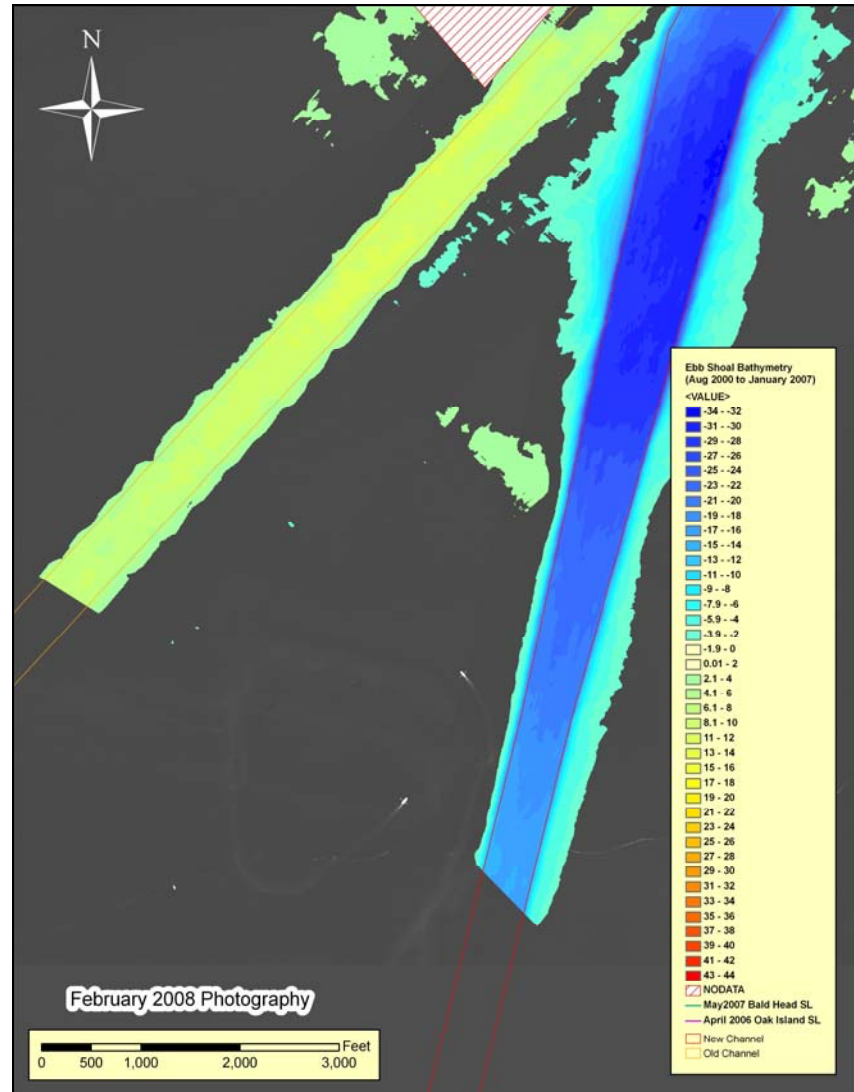 N
Ebb Shoal Bathymetry
(Aug 2000 to January 2007)
<VALUE>
-34 - -32
-31 - -30
-29 - -28
-27 - -26
-25 - -24
-23 - -22
-21 - -20
-19 - -18
-17 - -16
-15 - -14
-13 - -12
-11 - -10
-9 - -8
-7.9 - -6
-5.9 - -4
-3.9 - -2
-1.9 - 0
0.01 - 2
2.1 - 4
4.1 - 6
6.1 - 8
8.1 - 10
11 - 12
13 - 14
15 - 16
17 - 18
19 - 20
21 - 22
23 - 24
25 - 26
27 - 28
29 - 30
31 - 32
33 - 34
35 - 36
37 - 38
39 - 40
41 - 42
43 - 44
NODATA
May2007 Bald Head SL
April 2006 Oak Island SL
New Channel
Old Channel
February 2008 Photography
Feet
0 500 1,000 2,000 3,000